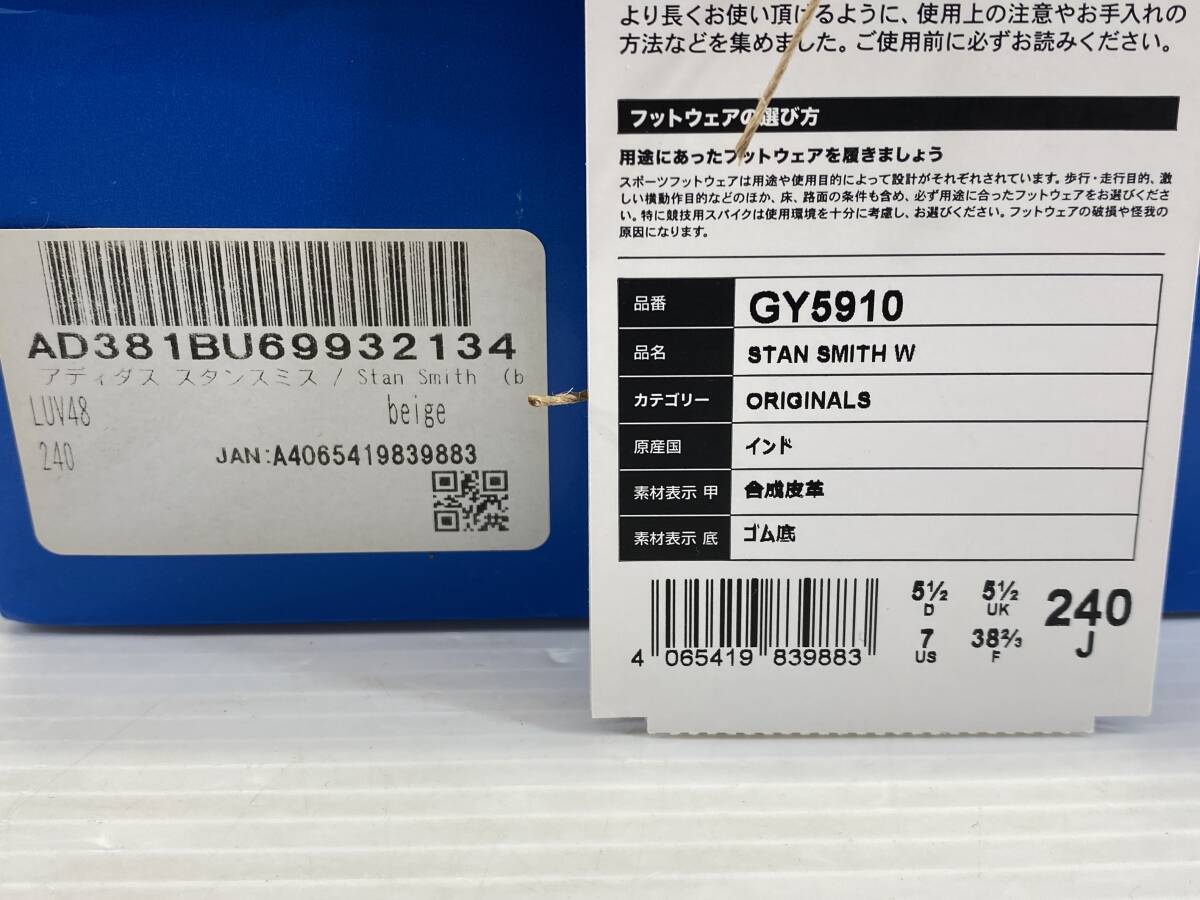 AD381BU69932134
アディダス スタンスミス / Stan Smith (b
LUV48 beige
240 JAN:A4065419839883
より長くお使い頂けるように、使用上の注意やお手入れの
方法などを集めました。ご使用前に必ずお読みください。
フットウェアの選び方
用途にあったフットウェアを履きましょう
スポーツフットウェアは用途や使用目的によって設計がそれぞれされています。歩行・走行目的、激
しい横動作目的などのほか、床、路面の条件も含め、必ず用途に合ったフットウェアをお選びくださ
い。特に競技用スパイクは使用環境を十分に考慮し、お選びください。フットウェアの破損や怪我の
原因になります。
品番 GY5910
品名 STAN SMITH W
カテゴリー ORIGINALS
原産国 インド
素材表示 甲 合成皮革
素材表示 底 ゴム底
5½ D 5½ UK 240 J
7 US 38⅔ F
4 065419 839883